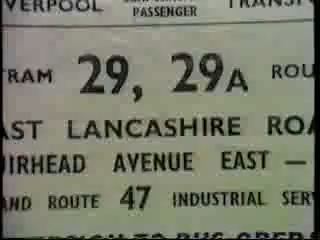 VERPOOL PASSENGER TRANSP
TRAM 29, 29A ROU
AST LANCASHIRE ROA
IRHEAD AVENUE EAST —
AND ROUTE 47 INDUSTRIAL SER